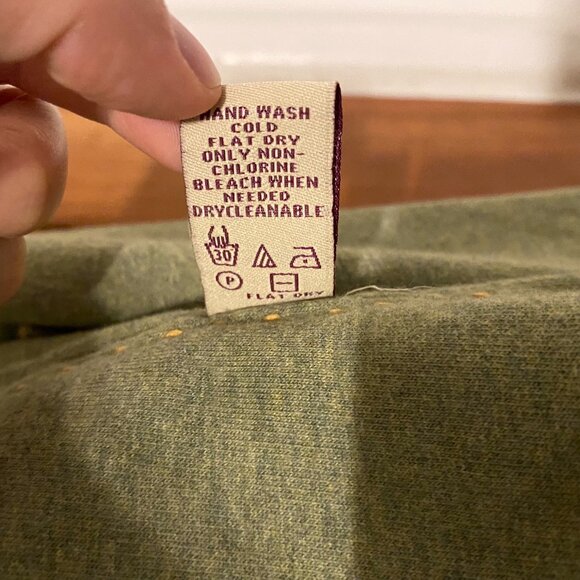 HAND WASH
COLD
FLAT DRY
ONLY NON-
CHLORINE
BLEACH WHEN
NEEDED
DRYCLEANABLE
30
P
FLAT DRY